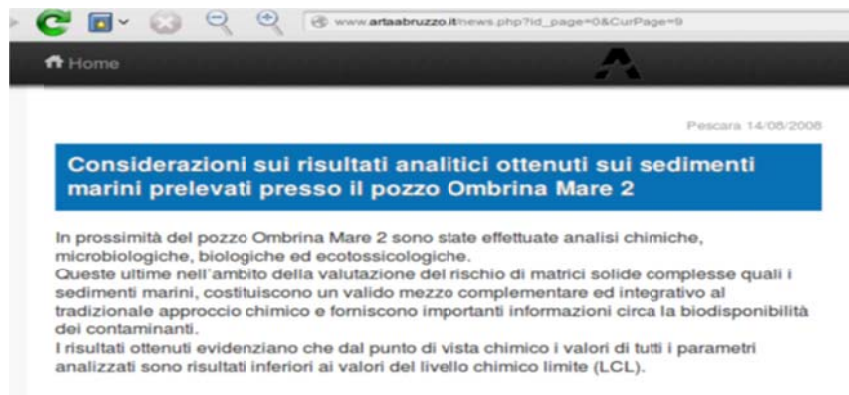 www.artaabruzzo.it/news.php?id_page=0&CurPage=9
Home
Pescara 14/08/2008
Considerazioni sui risultati analitici ottenuti sui sedimenti
marini prelevati presso il pozzo Ombrina Mare 2
In prossimità del pozzo Ombrina Mare 2 sono state effettuate analisi chimiche,
microbiologiche, biologiche ed ecotossicologiche.
Queste ultime nell'ambito della valutazione del rischio di matrici solide complesse quali i
sedimenti marini, costituiscono un valido mezzo complementare ed integrativo al
tradizionale approccio chimico e forniscono importanti informazioni circa la biodisponibilità
dei contaminanti.
I risultati ottenuti evidenziano che dal punto di vista chimico i valori di tutti i parametri
analizzati sono risultati inferiori ai valori del livello chimico limite (LCL).